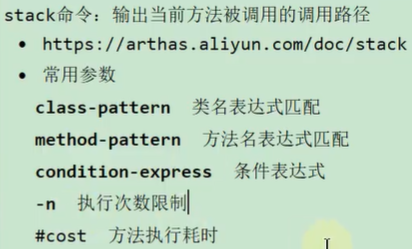 stack命令：输出当前方法被调用的调用路径
• https://arthas.aliyun.com/doc/stack
• 常用参数
class-pattern 类名表达式匹配
method-pattern 方法名表达式匹配
condition-express 条件表达式
-n 执行次数限制
#cost 方法执行耗时